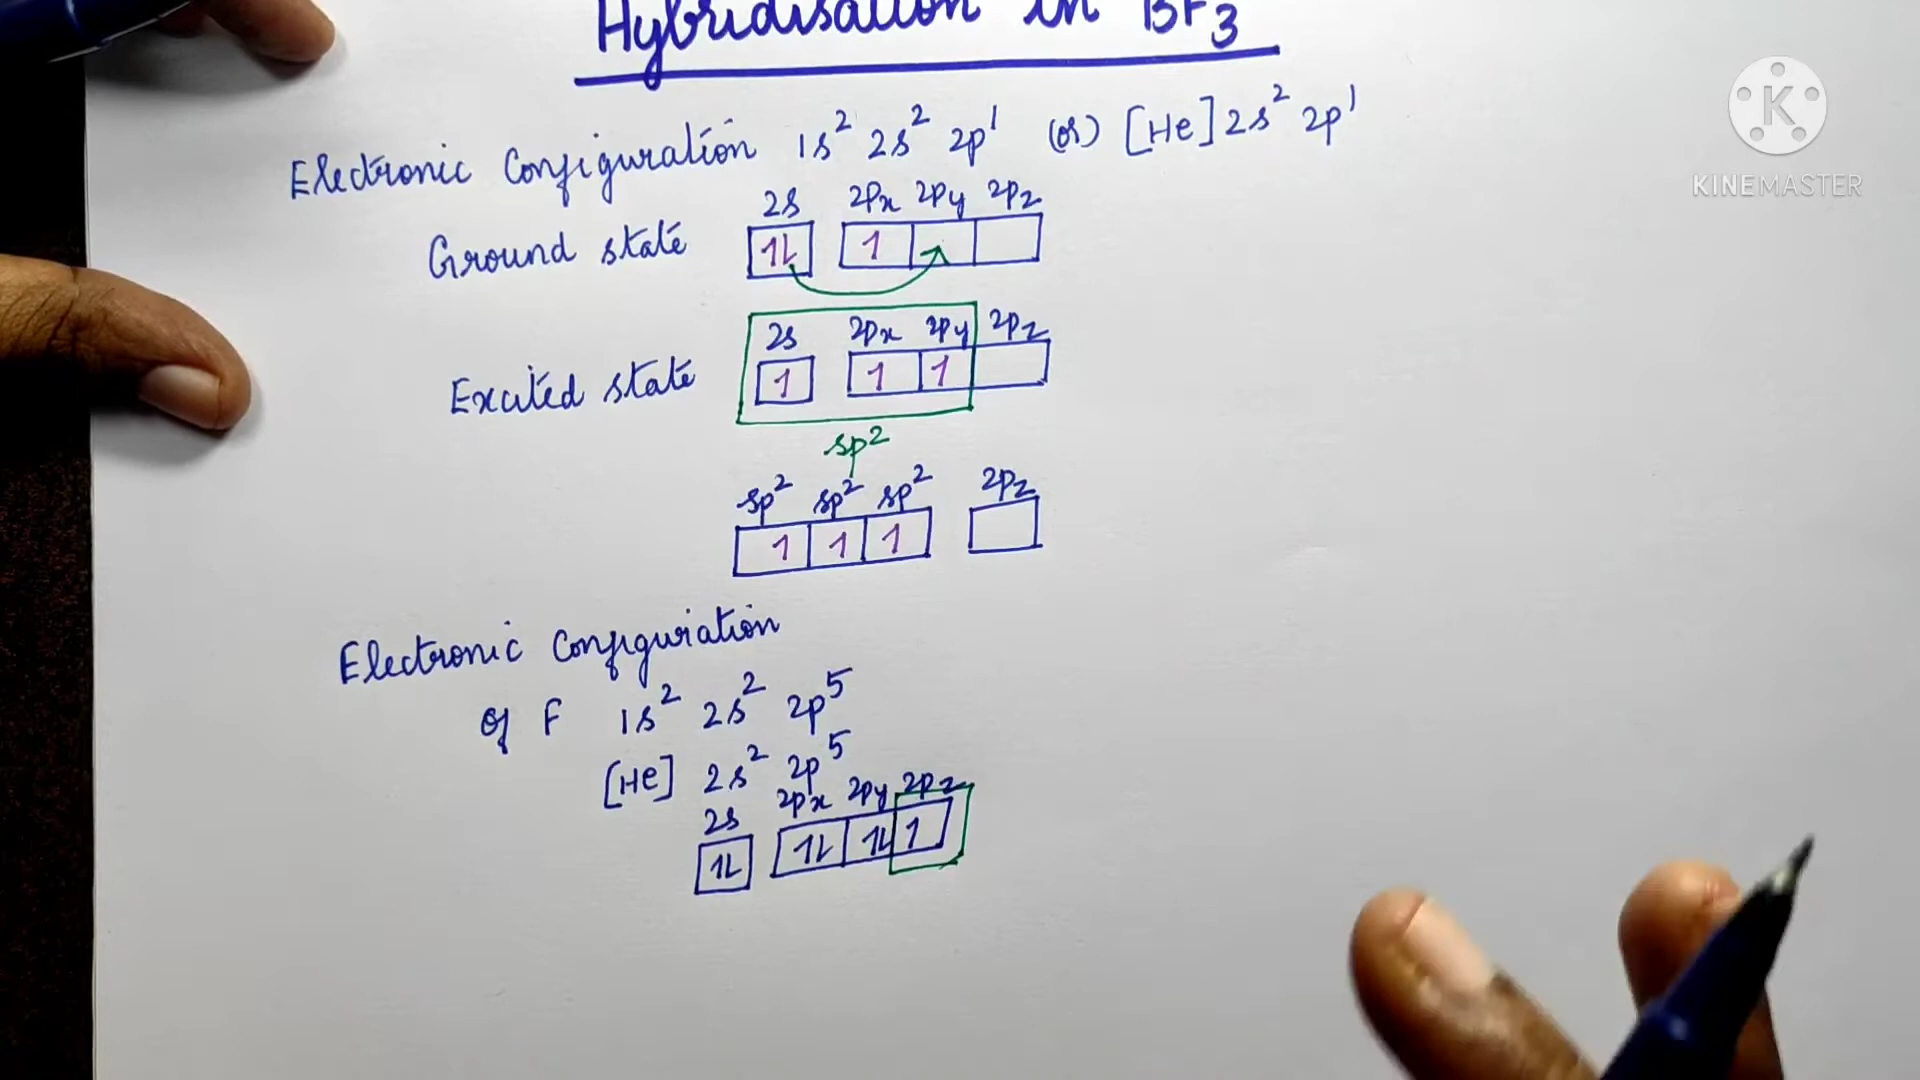 Hybridisation in BF3
Electronic Configuration 1s² 2s² 2p¹ (or) [He] 2s² 2p¹
K
KINEMASTER
2s 2px 2py 2pz
Ground state 1L 1
2s 2px 2py 2pz
Excited state 1 1 1
sp²
sp² sp² sp² 2pz
1 1 1
Electronic Configuration
of F 1s² 2s² 2p⁵
[He] 2s² 2p⁵
2s 2px 2py 2pz
1L 1L 1L 1